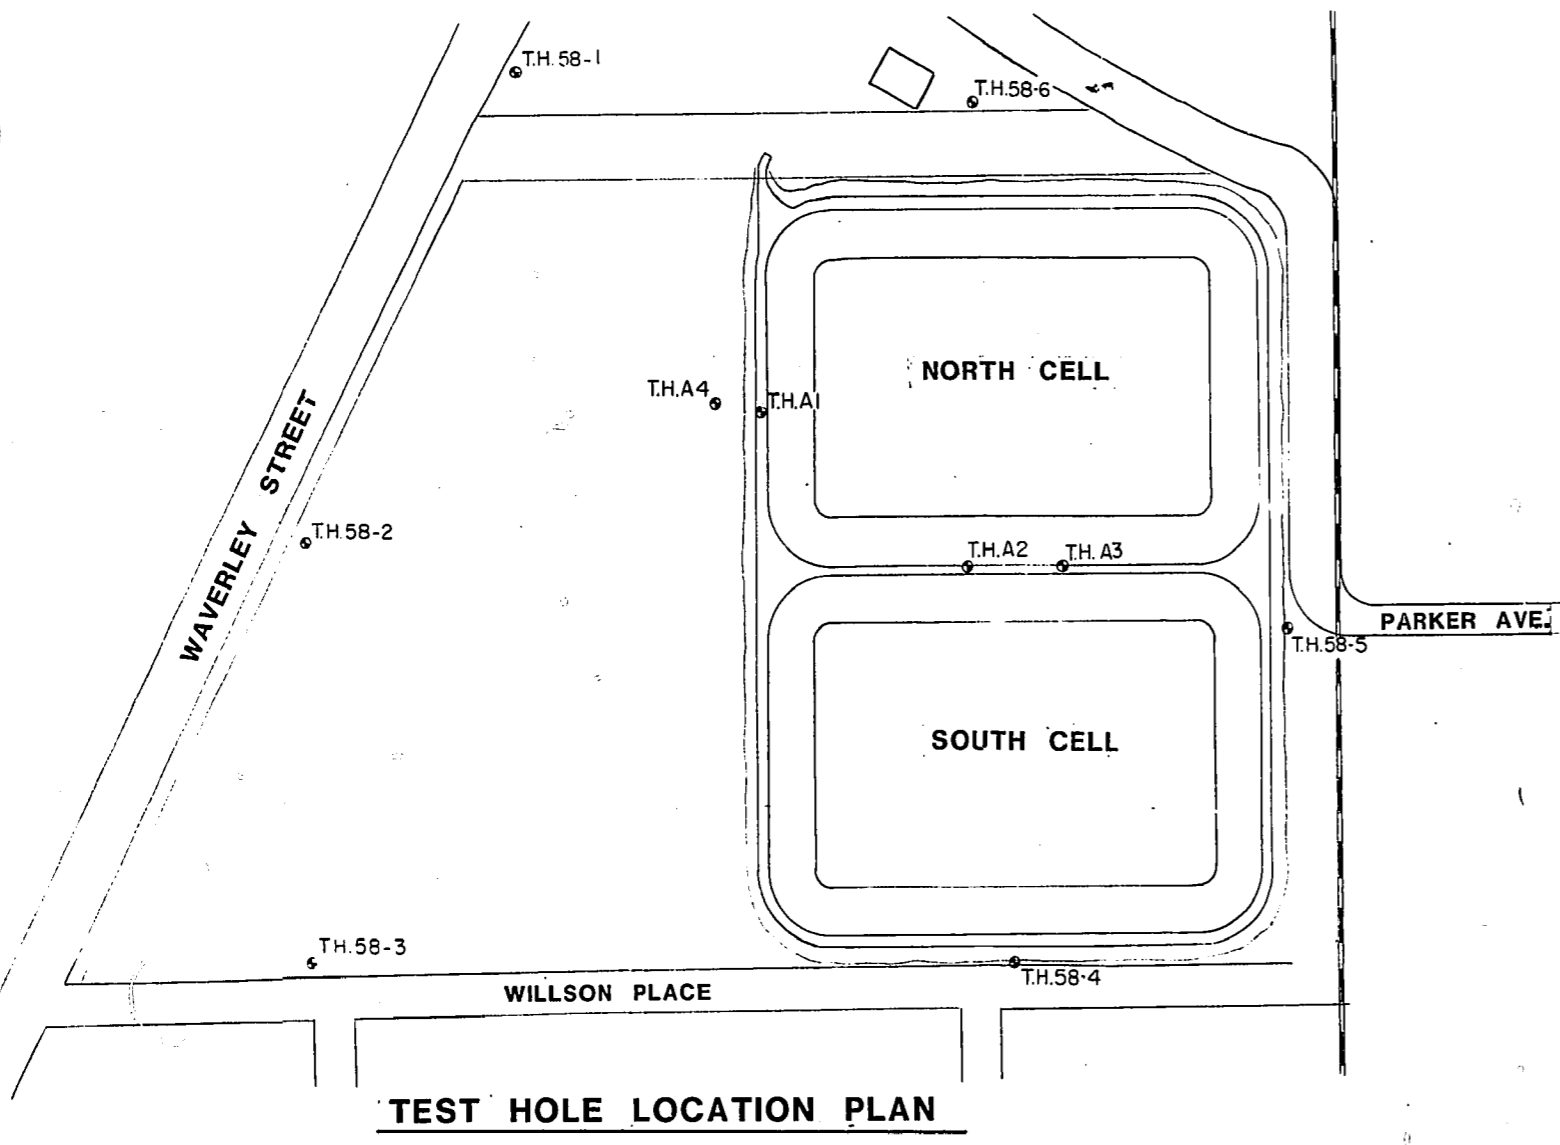 T.H. 58-1
T.H.58-6
NORTH CELL
T.H.A4
T.H.A1
WAVERLEY STREET
T.H.58-2
T.H.A2
T.H. A3
PARKER AVE.
T.H.58-5
SOUTH CELL
TH.58-3
T.H.58-4
WILLSON PLACE
TEST HOLE LOCATION PLAN